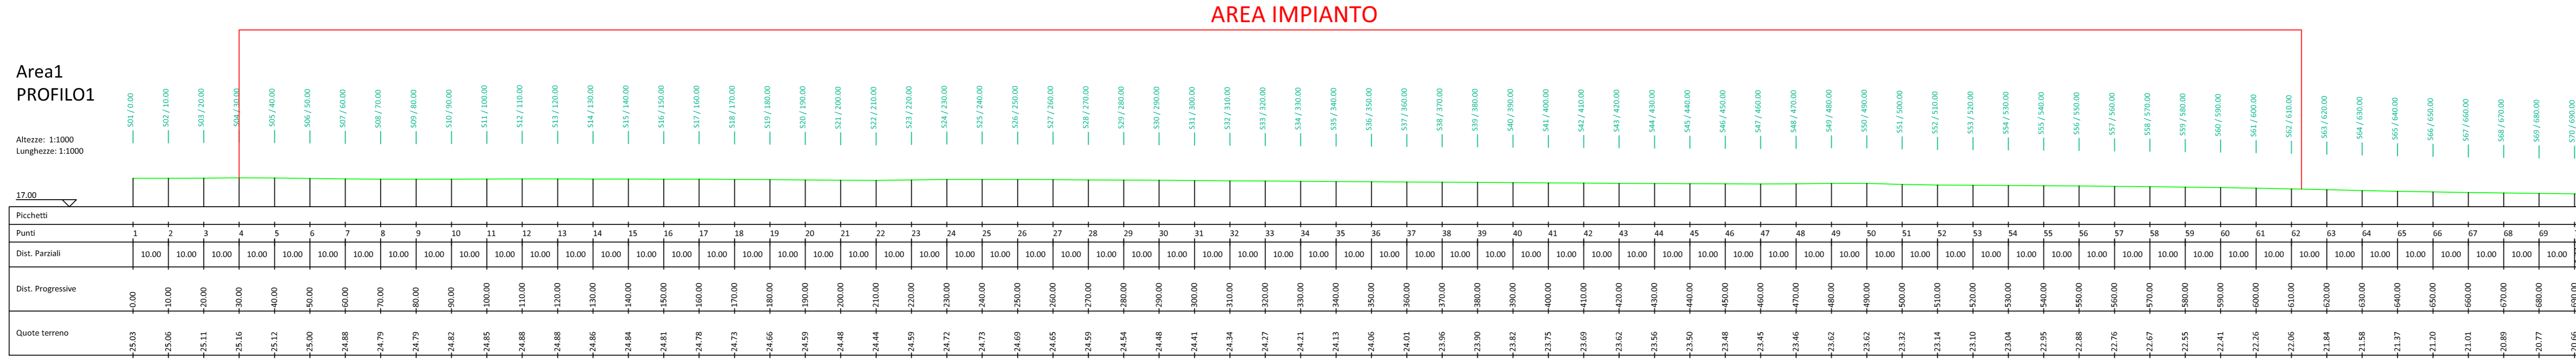 AREA IMPIANTO
Area1
PROFILO1
S01 / 0.00 S02 / 10.00 S03 / 20.00 S04 / 30.00 S05 / 40.00 S06 / 50.00 S07 / 60.00 S08 / 70.00 S09 / 80.00 S10 / 90.00 S11 / 100.00 S12 / 110.00 S13 / 120.00 S14 / 130.00 S15 / 140.00 S16 / 150.00 S17 / 160.00 S18 / 170.00 S19 / 180.00 S20 / 190.00 S21 / 200.00 S22 / 210.00 S23 / 220.00 S24 / 230.00 S25 / 240.00 S26 / 250.00 S27 / 260.00 S28 / 270.00 S29 / 280.00 S30 / 290.00 S31 / 300.00 S32 / 310.00 S33 / 320.00 S34 / 330.00 S35 / 340.00 S36 / 350.00 S37 / 360.00 S38 / 370.00 S39 / 380.00 S40 / 390.00 S41 / 400.00 S42 / 410.00 S43 / 420.00 S44 / 430.00 S45 / 440.00 S46 / 450.00 S47 / 460.00 S48 / 470.00 S49 / 480.00 S50 / 490.00 S51 / 500.00 S52 / 510.00 S53 / 520.00 S54 / 530.00 S55 / 540.00 S56 / 550.00 S57 / 560.00 S58 / 570.00 S59 / 580.00 S60 / 590.00 S61 / 600.00 S62 / 610.00 S63 / 620.00 S64 / 630.00 S65 / 640.00 S66 / 650.00 S67 / 660.00 S68 / 670.00 S69 / 680.00 S70 / 690.00
Altezze: 1:1000
Lunghezze: 1:1000
17.00
Picchetti
Punti 1 2 3 4 5 6 7 8 9 10 11 12 13 14 15 16 17 18 19 20 21 22 23 24 25 26 27 28 29 30 31 32 33 34 35 36 37 38 39 40 41 42 43 44 45 46 47 48 49 50 51 52 53 54 55 56 57 58 59 60 61 62 63 64 65 66 67 68 69
Dist. Parziali 10.00 10.00 10.00 10.00 10.00 10.00 10.00 10.00 10.00 10.00 10.00 10.00 10.00 10.00 10.00 10.00 10.00 10.00 10.00 10.00 10.00 10.00 10.00 10.00 10.00 10.00 10.00 10.00 10.00 10.00 10.00 10.00 10.00 10.00 10.00 10.00 10.00 10.00 10.00 10.00 10.00 10.00 10.00 10.00 10.00 10.00 10.00 10.00 10.00 10.00 10.00 10.00 10.00 10.00 10.00 10.00 10.00 10.00 10.00 10.00 10.00 10.00 10.00 10.00 10.00 10.00 10.00 10.00 10.00
Dist. Progressive 0.00 10.00 20.00 30.00 40.00 50.00 60.00 70.00 80.00 90.00 100.00 110.00 120.00 130.00 140.00 150.00 160.00 170.00 180.00 190.00 200.00 210.00 220.00 230.00 240.00 250.00 260.00 270.00 280.00 290.00 300.00 310.00 320.00 330.00 340.00 350.00 360.00 370.00 380.00 390.00 400.00 410.00 420.00 430.00 440.00 450.00 460.00 470.00 480.00 490.00 500.00 510.00 520.00 530.00 540.00 550.00 560.00 570.00 580.00 590.00 600.00 610.00 620.00 630.00 640.00 650.00 660.00 670.00 680.00 690.00
Quote terreno 25.03 25.06 25.11 25.16 25.12 25.00 24.88 24.79 24.79 24.82 24.85 24.88 24.88 24.86 24.84 24.81 24.78 24.73 24.66 24.59 24.48 24.44 24.59 24.72 24.73 24.69 24.65 24.59 24.54 24.48 24.41 24.34 24.27 24.21 24.13 24.06 24.01 23.96 23.90 23.82 23.75 23.69 23.62 23.56 23.50 23.48 23.45 23.46 23.62 23.62 23.32 23.14 23.10 23.04 22.95 22.88 22.76 22.67 22.55 22.41 22.26 22.06 21.84 21.58 21.37 21.20 21.01 20.89 20.77